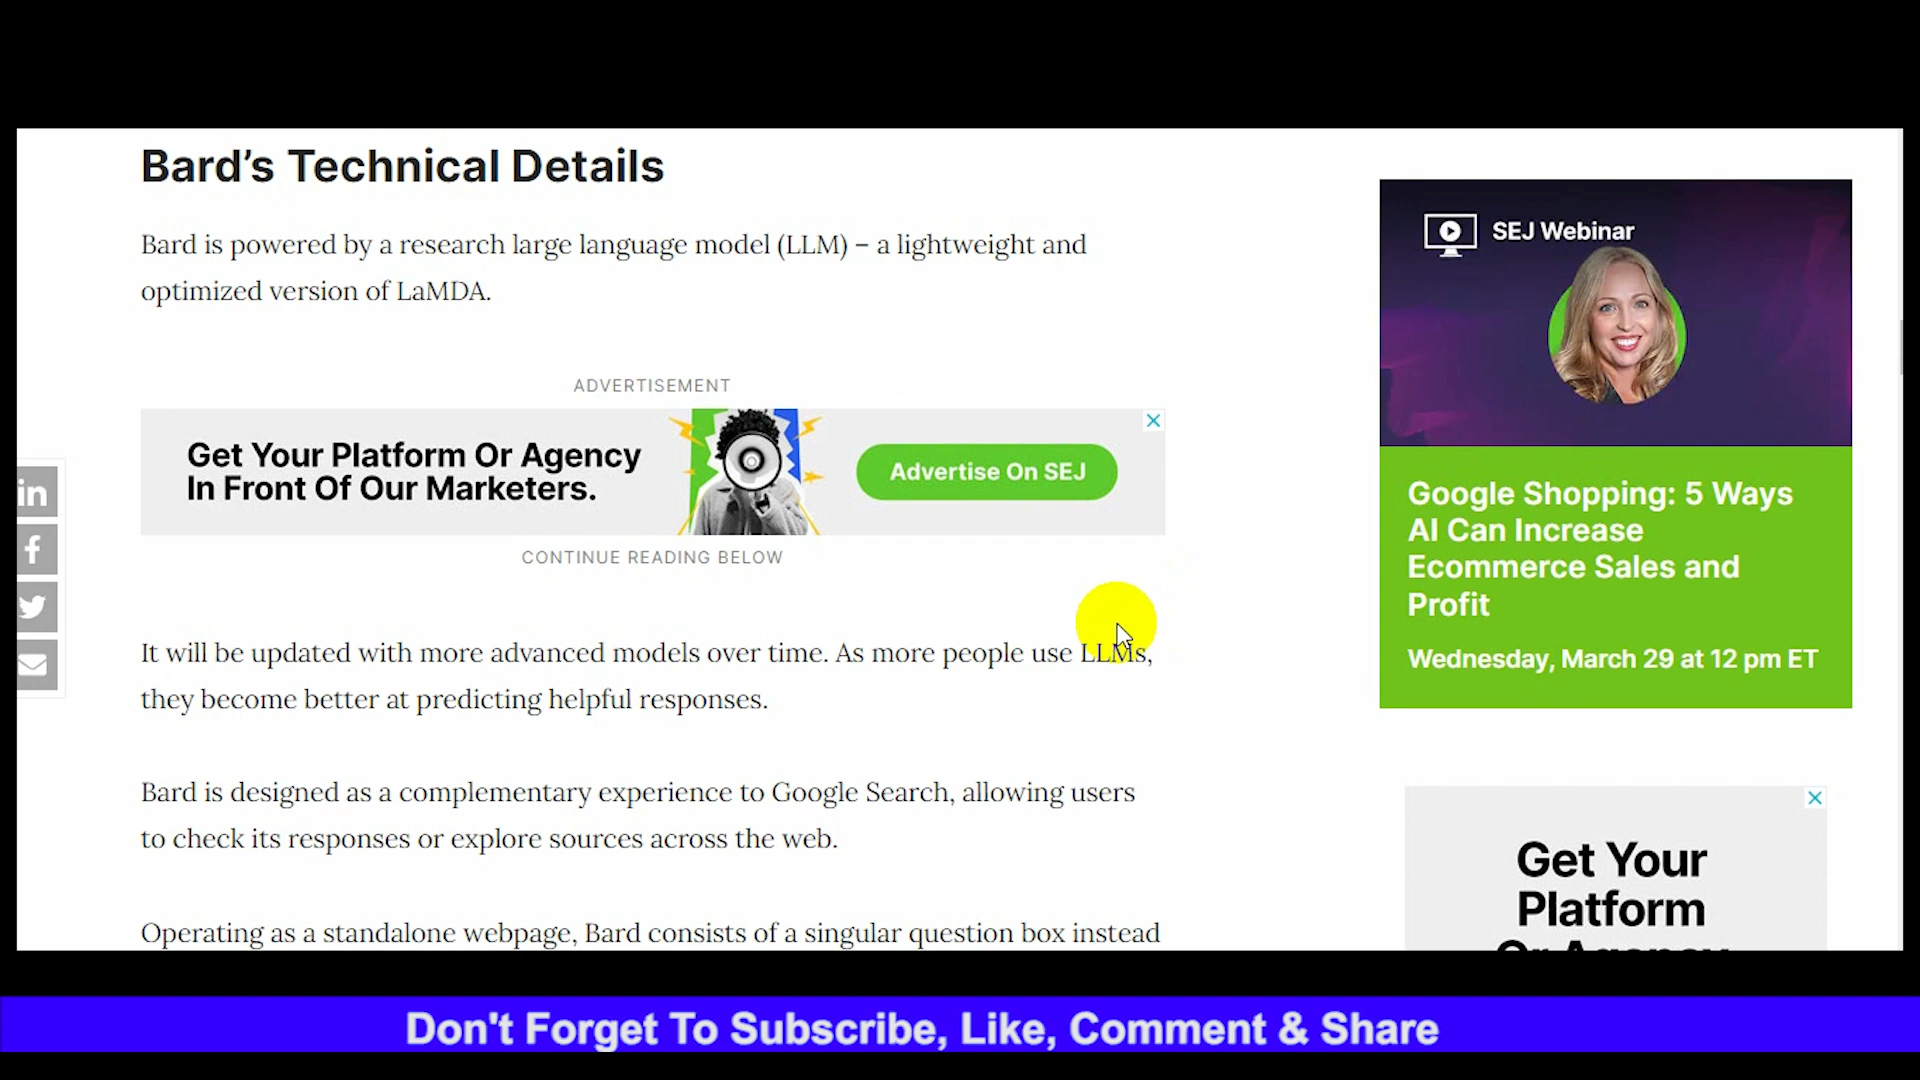 Bard's Technical Details
Bard is powered by a research large language model (LLM) – a lightweight and
optimized version of LaMDA.
ADVERTISEMENT
Get Your Platform Or Agency
In Front Of Our Marketers.
Advertise On SEJ
CONTINUE READING BELOW
It will be updated with more advanced models over time. As more people use LLMs,
they become better at predicting helpful responses.
Bard is designed as a complementary experience to Google Search, allowing users
to check its responses or explore sources across the web.
Operating as a standalone webpage, Bard consists of a singular question box instead
in
f
SEJ Webinar
Google Shopping: 5 Ways
AI Can Increase
Ecommerce Sales and
Profit
Wednesday, March 29 at 12 pm ET
Get Your
Platform
Or Agency
Don't Forget To Subscribe, Like, Comment & Share